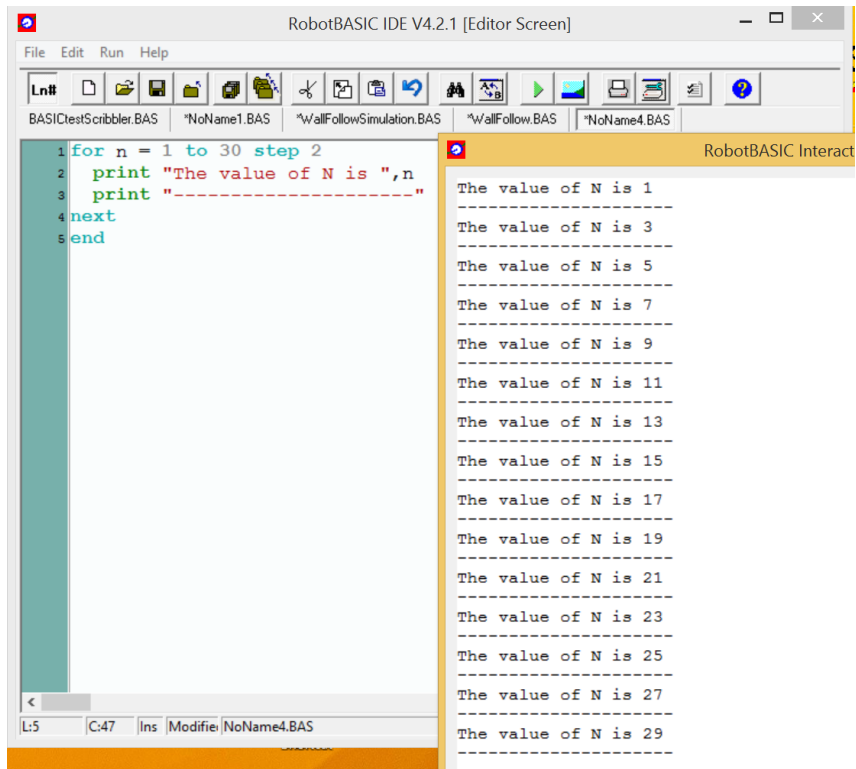 RobotBASIC IDE V4.2.1 [Editor Screen]
File Edit Run Help
Ln#
BASICtestScribbler.BAS *NoName1.BAS *WallFollowSimulation.BAS *WallFollow.BAS *NoName4.BAS
1 for n = 1 to 30 step 2
2 print "The value of N is ",n
3 print "---------------------"
4 next
5 end
L:5 C:47 Ins Modifie NoName4.BAS
RobotBASIC Interact
The value of N is 1
---------------------
The value of N is 3
---------------------
The value of N is 5
---------------------
The value of N is 7
---------------------
The value of N is 9
---------------------
The value of N is 11
---------------------
The value of N is 13
---------------------
The value of N is 15
---------------------
The value of N is 17
---------------------
The value of N is 19
---------------------
The value of N is 21
---------------------
The value of N is 23
---------------------
The value of N is 25
---------------------
The value of N is 27
---------------------
The value of N is 29
---------------------